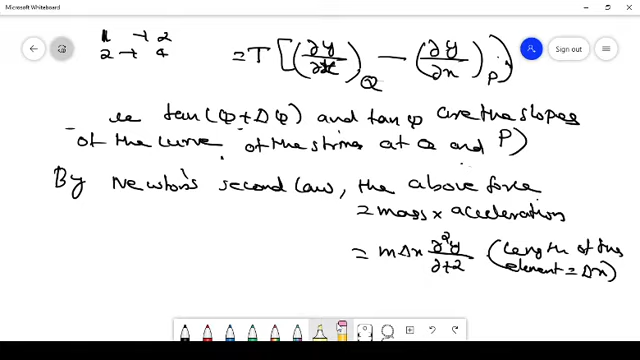 Microsoft Whiteboard
Sign out
1 → 2
2 → 4
= T [(∂y/∂x)_Q — (∂y/∂x)_P]
ie tan(φ+Δφ) and tanφ are the slopes
of the curve of the string at Q and P)
By Newton's second law, the above force
= mass × acceleration
= mΔx ∂²y/∂t2 (length of the
element = Δx)